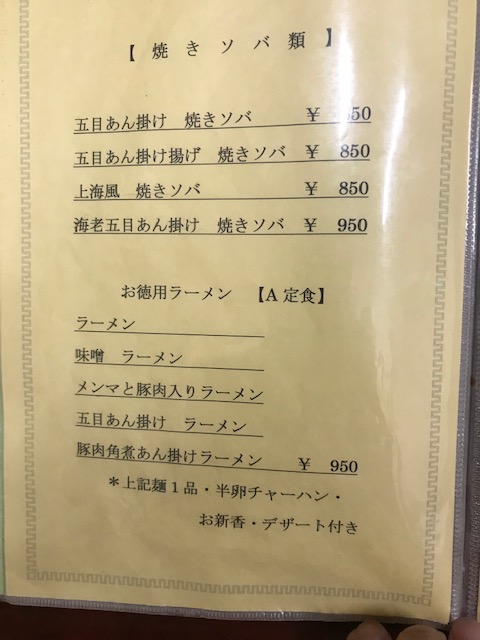 【 焼 き ソ バ 類 】
五目あん掛け 焼きソバ ¥ 50
五目あん掛け揚げ 焼きソバ ¥ 850
上海風 焼きソバ ¥ 850
海老五目あん掛け 焼きソバ ¥ 950
お徳用ラーメン 【A定食】
ラーメン
味噌 ラーメン
メンマと豚肉入りラーメン
五目あん掛け ラーメン
豚肉角煮あん掛けラーメン ¥ 950
＊上記麺1品・半卵チャーハン・
お新香・デザート付き